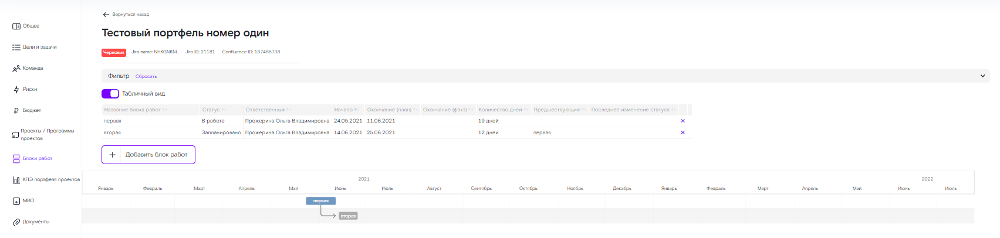 Вернуться назад
Тестовый портфель номер один
Черновик Jira name: NHKGNKNL Jira ID: 21181 Confluence ID: 187465738
Общее
Цели и задачи
Команда
Риски
Бюджет
Проекты / Программы
проектов
Блоки работ
КПЭ портфеля проектов
МВО
Документы
Фильтр Сбросить
Табличный вид
Название блока работ Статус Ответственный Начало Окончание (план) Окончание (факт) Количество дней Предшествующий Последнее изменение статуса
первая В работе Прожерина Ольга Владимировна 24.05.2021 11.06.2021 19 дней
вторая Запланировано Прожерина Ольга Владимировна 14.06.2021 25.06.2021 12 дней первая
Добавить блок работ
2021 2022
Январь Февраль Март Апрель Май Июнь Июль Август Сентябрь Октябрь Ноябрь Декабрь Январь Февраль Март Апрель Май Июнь Июль
первая
вторая